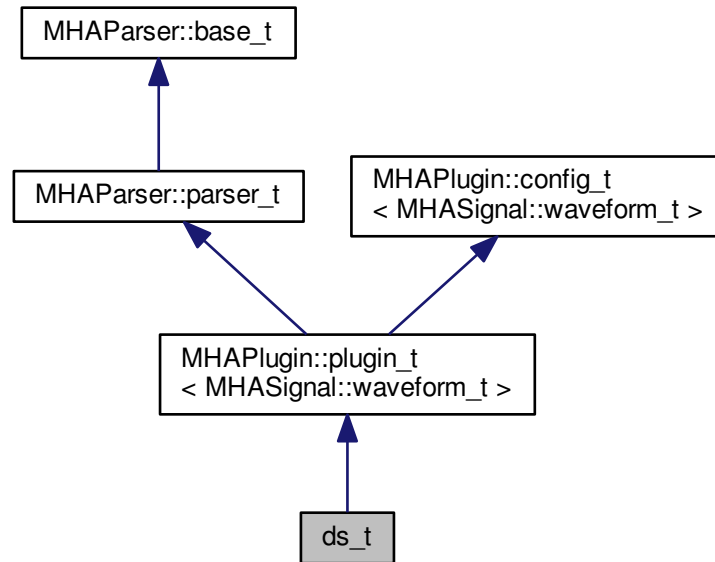 MHAParser::base_t
MHAParser::parser_t
MHAPlugin::config_t
< MHASignal::waveform_t >
MHAPlugin::plugin_t
< MHASignal::waveform_t >
ds_t